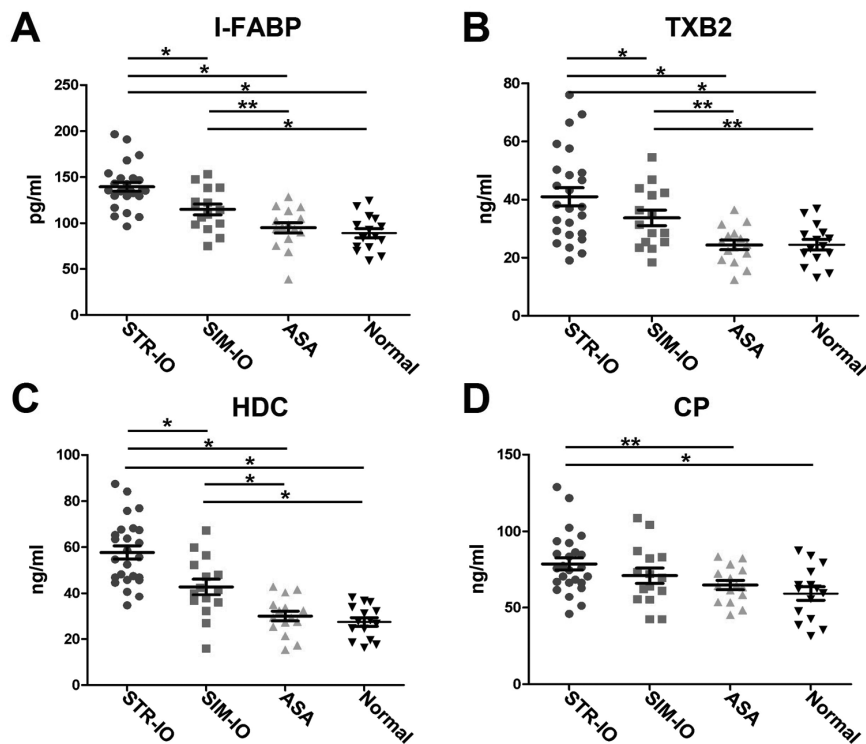 A
I-FABP
*
*
*
**
*
250
200
150
100
50
0
pg/ml
STR-IO
SIM-IO
ASA
Normal
B
TXB2
*
*
*
**
**
80
60
40
20
0
ng/ml
STR-IO
SIM-IO
ASA
Normal
C
HDC
*
*
*
*
*
100
80
60
40
20
0
ng/ml
STR-IO
SIM-IO
ASA
Normal
D
CP
**
*
150
100
50
0
ng/ml
STR-IO
SIM-IO
ASA
Normal